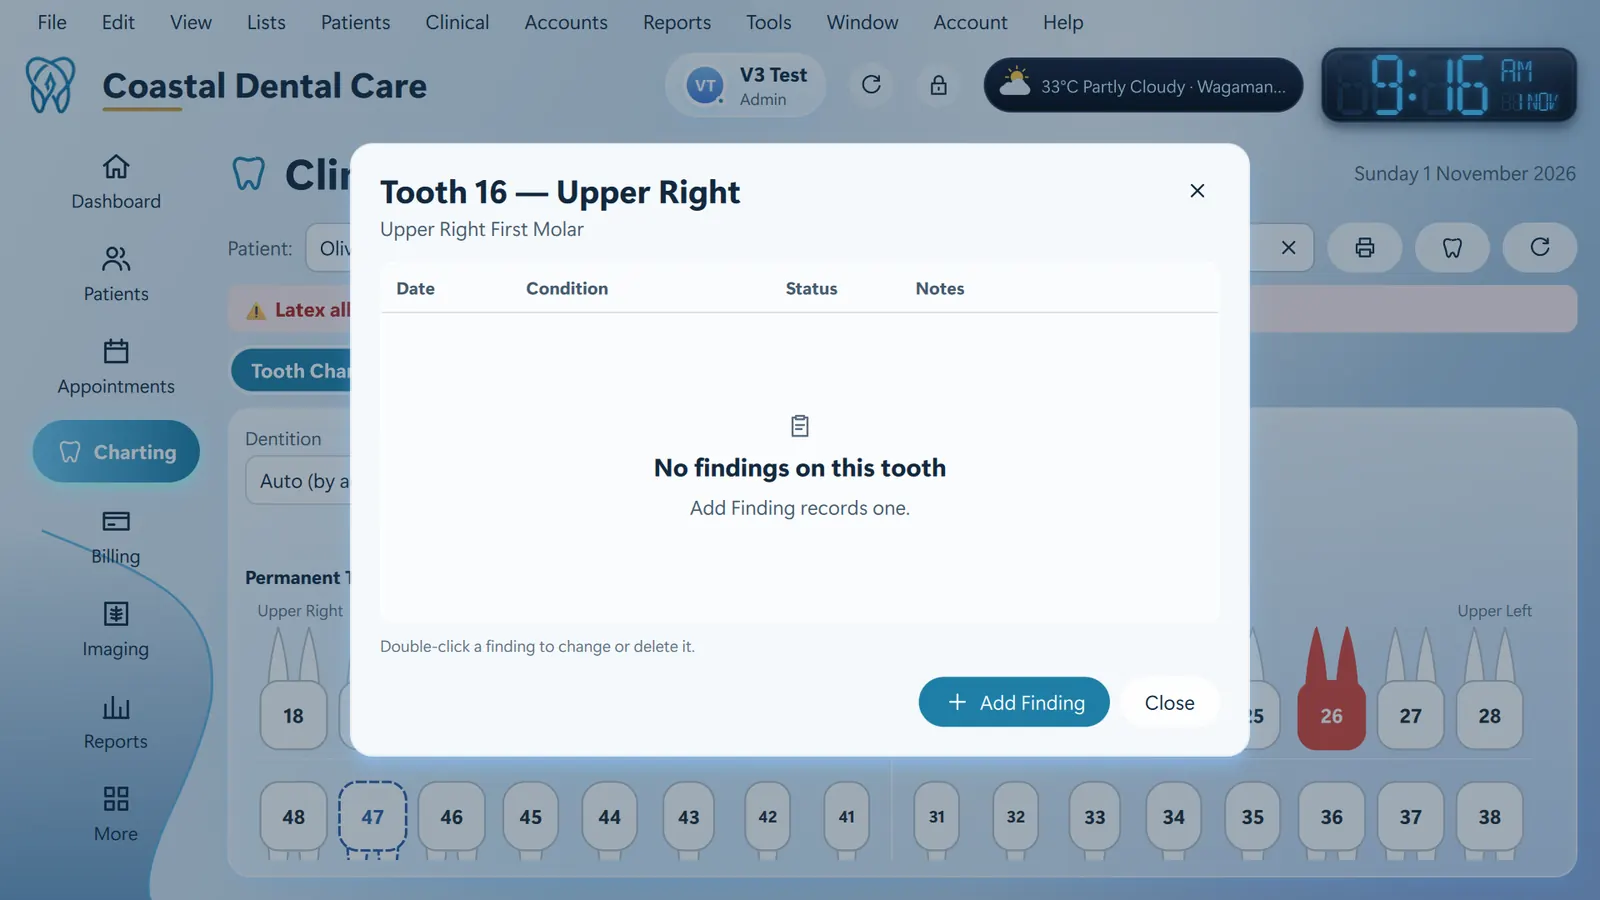 File Edit View Lists Patients Clinical Accounts Reports Tools Window Account Help
Coastal Dental Care
VT
V3 Test
Admin
33°C Partly Cloudy · Wagaman...
9:16 AM
1 NOV
Dashboard
Patients
Appointments
Charting
Billing
Imaging
Reports
More
Sunday 1 November 2026
Patient:
Latex
Tooth
Dentition
Auto (by
Permanent
Upper Right
Upper Left
18
26
27
28
48 47 46 45 44 43 42 41 31 32 33 34 35 36 37 38
Tooth 16 — Upper Right
Upper Right First Molar
Date Condition Status Notes
No findings on this tooth
Add Finding records one.
Double-click a finding to change or delete it.
+ Add Finding
Close